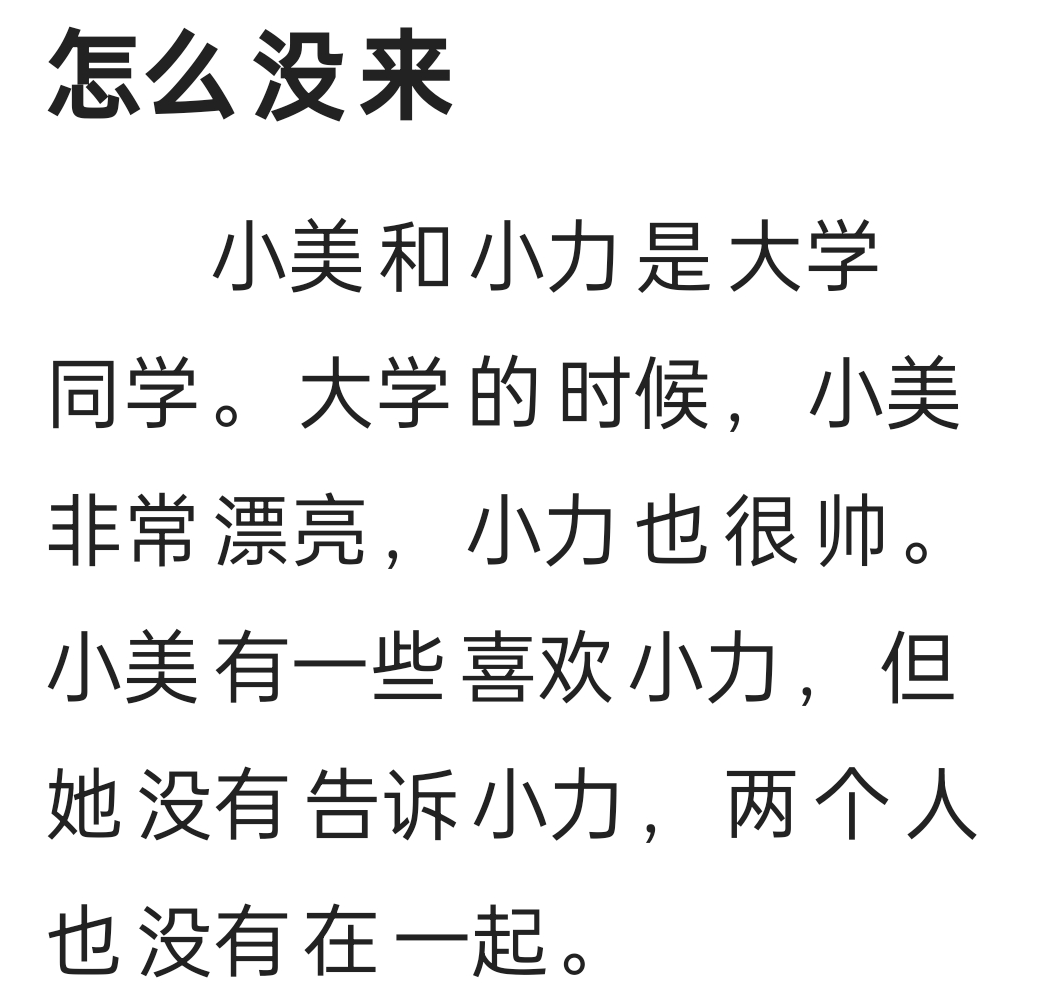 怎么没来
小美和小力是大学
同学。大学的时候，小美
非常漂亮，小力也很帅。
小美有一些喜欢小力，但
她没有告诉小力，两个人
也没有在一起。